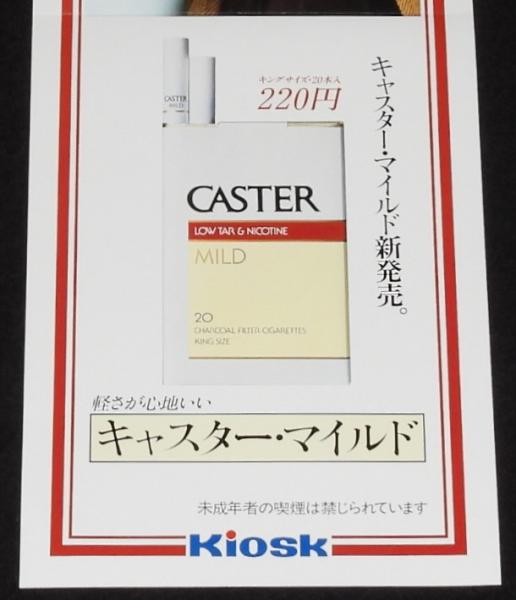 キングサイズ・20本入
220円
キャスター・マイルド新発売。
CASTER
MILD
CASTER
LOW TAR & NICOTINE
MILD
20
CHARCOAL FILTER CIGARETTES
KING SIZE
軽さが心地いい
キャスター・マイルド
未成年者の喫煙は禁じられています
Kiosk